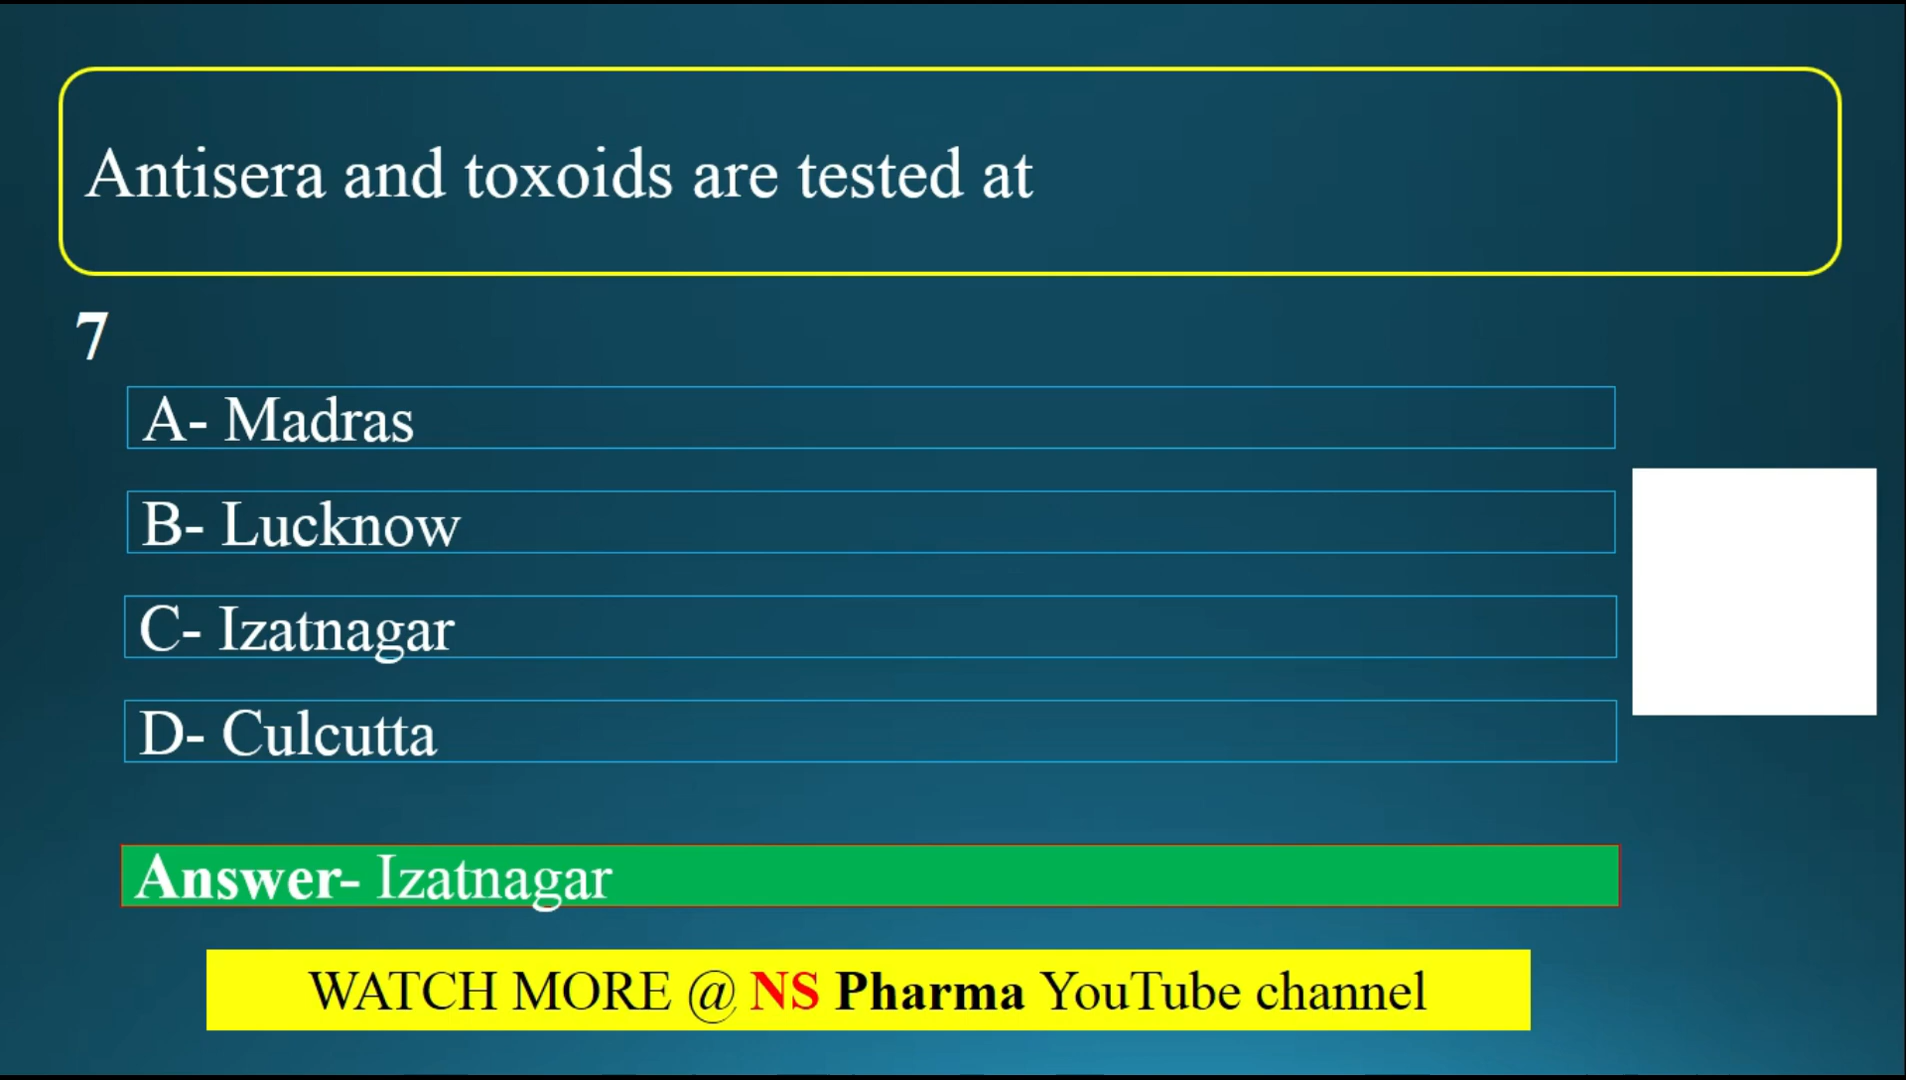 Antisera and toxoids are tested at
7
A- Madras
B- Lucknow
C- Izatnagar
D- Culcutta
Answer- Izatnagar
WATCH MORE @ NS Pharma YouTube channel